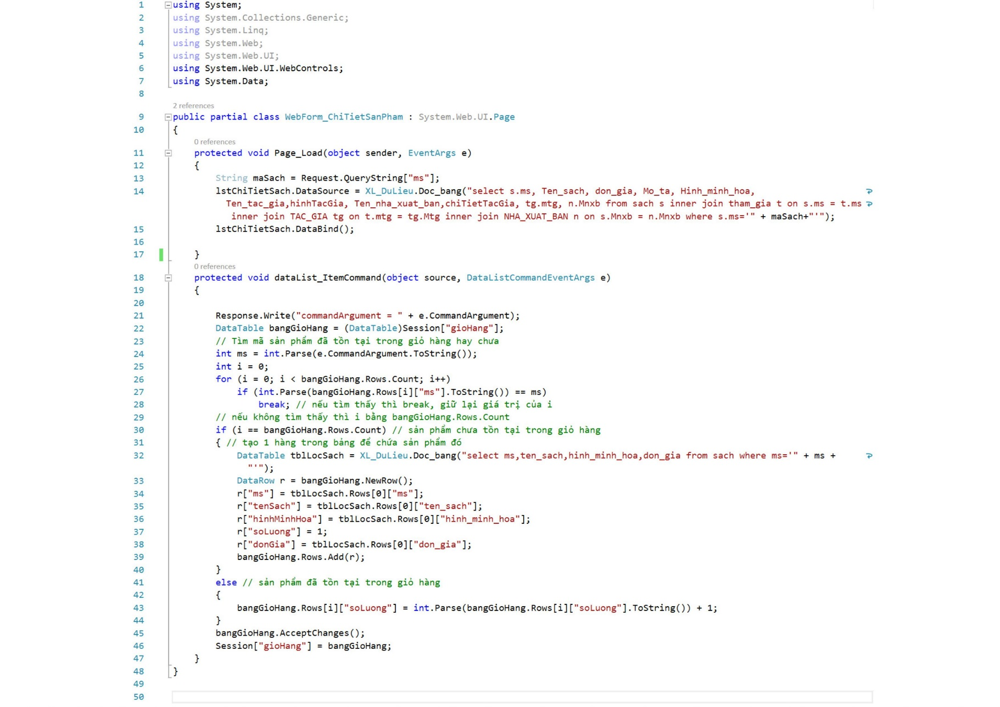 1 using System;
2 using System.Collections.Generic;
3 using System.Linq;
4 using System.Web;
5 using System.Web.UI;
6 using System.Web.UI.WebControls;
7 using System.Data;
8
2 references
9 public partial class WebForm_ChiTietSanPham : System.Web.UI.Page
10 {
0 references
11 protected void Page_Load(object sender, EventArgs e)
12 {
13 String maSach = Request.QueryString["ms"];
14 lstChiTietSach.DataSource = XL_DuLieu.Doc_bang("select s.ms, Ten_sach, don_gia, Mo_ta, Hinh_minh_hoa,
Ten_tac_gia,hinhTacGia, Ten_nha_xuat_ban,chiTietTacGia, tg.mtg, n.Mnxb from sach s inner join tham_gia t on s.ms = t.ms
inner join TAC_GIA tg on t.mtg = tg.Mtg inner join NHA_XUAT_BAN n on s.Mnxb = n.Mnxb where s.ms='" + maSach+"'");
15 lstChiTietSach.DataBind();
16
17 }
0 references
18 protected void dataList_ItemCommand(object source, DataListCommandEventArgs e)
19 {
20
21 Response.Write("commandArgument = " + e.CommandArgument);
22 DataTable bangGioHang = (DataTable)Session["gioHang"];
23 // Tìm mã sản phẩm đã tồn tại trong giỏ hàng hay chưa
24 int ms = int.Parse(e.CommandArgument.ToString());
25 int i = 0;
26 for (i = 0; i < bangGioHang.Rows.Count; i++)
27 if (int.Parse(bangGioHang.Rows[i]["ms"].ToString()) == ms)
28 break; // nếu tìm thấy thì break, giữ lại giá trị của i
29 // nếu không tìm thấy thì i bằng bangGioHang.Rows.Count
30 if (i == bangGioHang.Rows.Count) // sản phẩm chưa tồn tại trong giỏ hàng
31 { // tạo 1 hàng trong bảng để chứa sản phẩm đó
32 DataTable tblLocSach = XL_DuLieu.Doc_bang("select ms,ten_sach,hinh_minh_hoa,don_gia from sach where ms='" + ms +
"'");
33 DataRow r = bangGioHang.NewRow();
34 r["ms"] = tblLocSach.Rows[0]["ms"];
35 r["tenSach"] = tblLocSach.Rows[0]["ten_sach"];
36 r["hinhMinhHoa"] = tblLocSach.Rows[0]["hinh_minh_hoa"];
37 r["soLuong"] = 1;
38 r["donGia"] = tblLocSach.Rows[0]["don_gia"];
39 bangGioHang.Rows.Add(r);
40 }
41 else // sản phẩm đã tồn tại trong giỏ hàng
42 {
43 bangGioHang.Rows[i]["soLuong"] = int.Parse(bangGioHang.Rows[i]["soLuong"].ToString()) + 1;
44 }
45 bangGioHang.AcceptChanges();
46 Session["gioHang"] = bangGioHang;
47 }
48 }
49
50